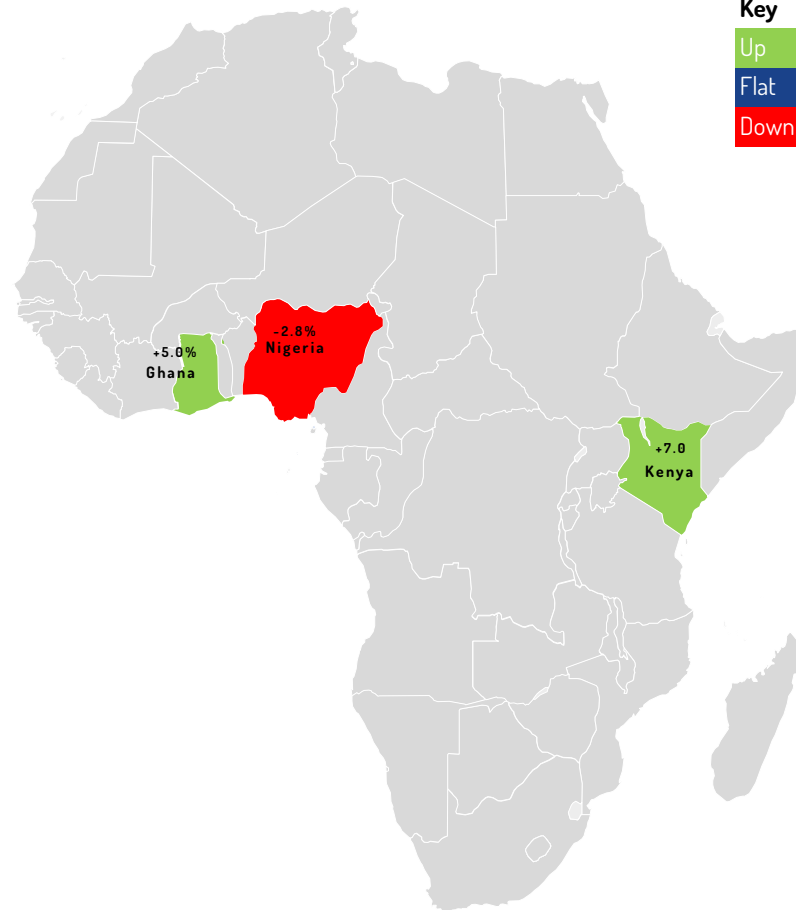 Key
Up
Flat
Down
-2.8%
Nigeria
+5.0%
Ghana
+7.0
Kenya